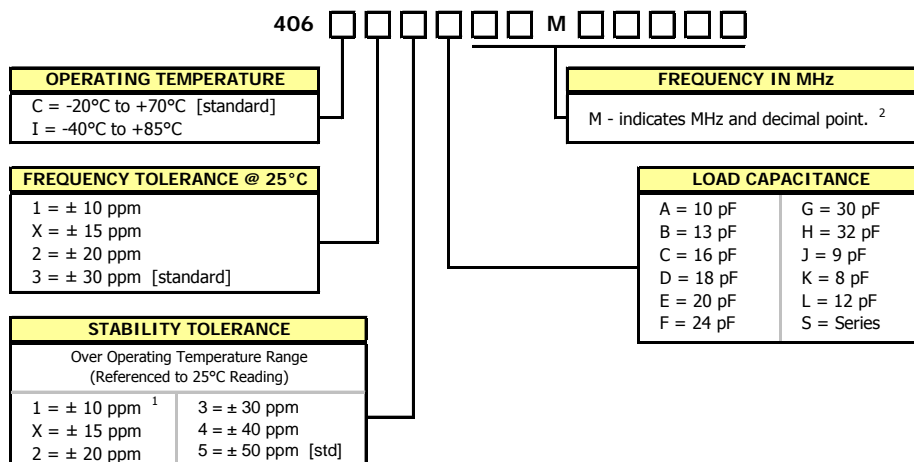 406 M
OPERATING TEMPERATURE
C = -20°C to +70°C [standard]
I = -40°C to +85°C
FREQUENCY IN MHz
M - indicates MHz and decimal point. 2
FREQUENCY TOLERANCE @ 25°C
1 = ± 10 ppm
X = ± 15 ppm
2 = ± 20 ppm
3 = ± 30 ppm [standard]
LOAD CAPACITANCE
A = 10 pF
B = 13 pF
C = 16 pF
D = 18 pF
E = 20 pF
F = 24 pF
G = 30 pF
H = 32 pF
J = 9 pF
K = 8 pF
L = 12 pF
S = Series
STABILITY TOLERANCE
Over Operating Temperature Range
(Referenced to 25°C Reading)
1 = ± 10 ppm 1
X = ± 15 ppm
2 = ± 20 ppm
3 = ± 30 ppm
4 = ± 40 ppm
5 = ± 50 ppm [std]